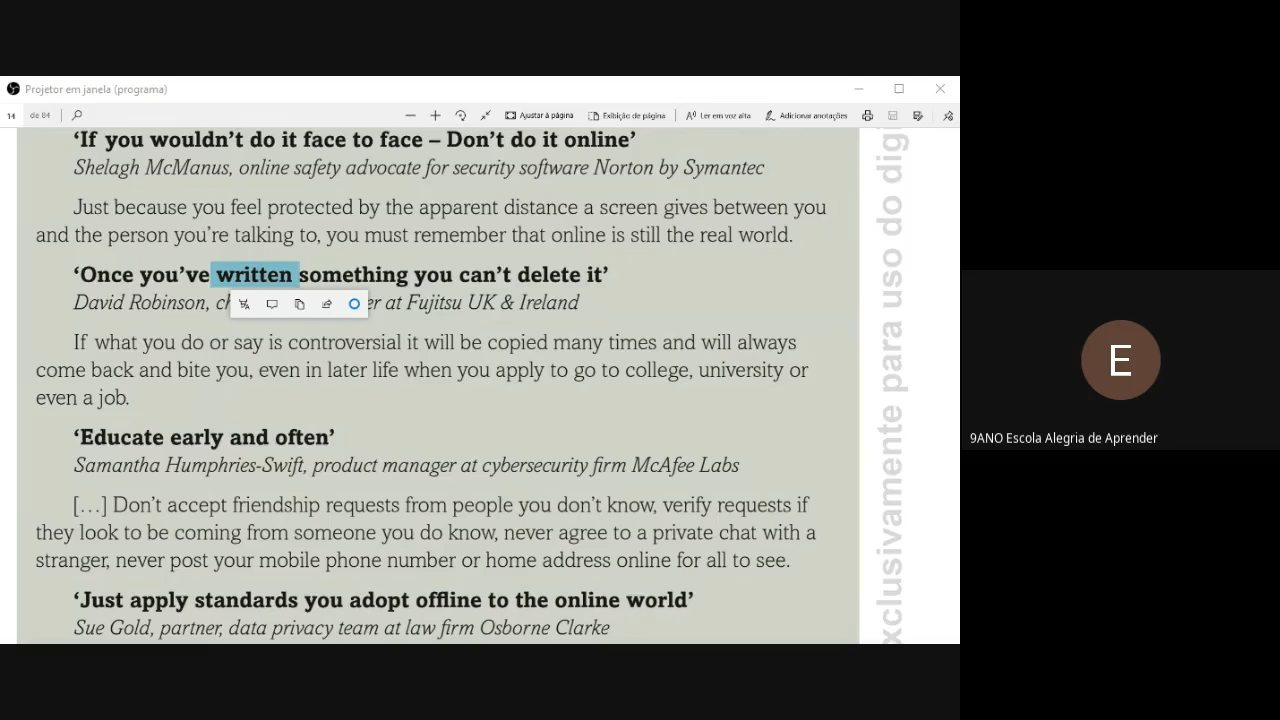 Projetor em janela (programa)
14 de 84
Ajustar à página
Exibição de página
Ler em voz alta
Adicionar anotações
‘If you wouldn’t do it face to face – Don’t do it online’
Shelagh McManus, online safety advocate for security software Norton by Symantec
Just because you feel protected by the apparent distance a screen gives between you
and the person you’re talking to, you must remember that online is still the real world.
‘Once you’ve written something you can’t delete it’
David Robinson, at Fujitsu UK & Ireland
If what you do or say is controversial it will be copied many times and will always
come back and bite you, even in later life when you apply to go to college, university or
even a job.
‘Educate early and often’
Samantha Humphries-Swift, product manager at cybersecurity firm McAfee Labs
[…] Don’t accept friendship requests from people you don’t know, verify requests if
they look to be coming from someone you do know, never agree to a private chat with a
stranger, never post your mobile phone number or home address online for all to see.
‘Just apply standards you adopt offline to the online world’
Sue Gold, partner, data privacy team at law firm Osborne Clarke
para uso do
E
9ANO Escola Alegria de Aprender